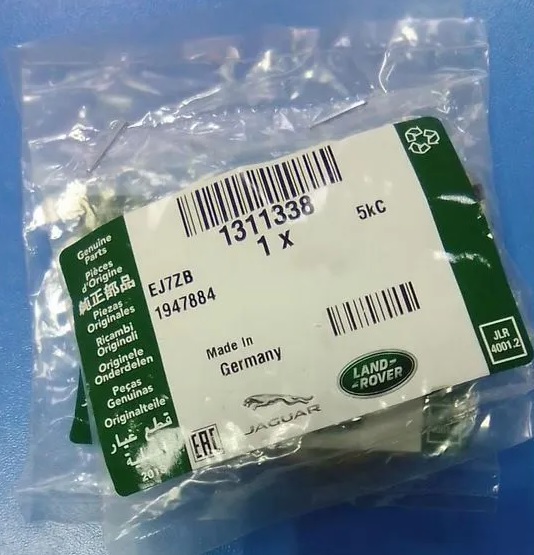 Genuine
Parts
Pièces
d'Origine
純正部品
Piezas
Originales
Ricambi
Originali
Originele
Onderdelen
Peças
Genuinas
Originalteile
قطع غيار
1311338
1 x
5kC
EJ7ZB
1947884
Made In
Germany
JAGUAR
LAND-
-ROVER
EAC
JLR
4001.2